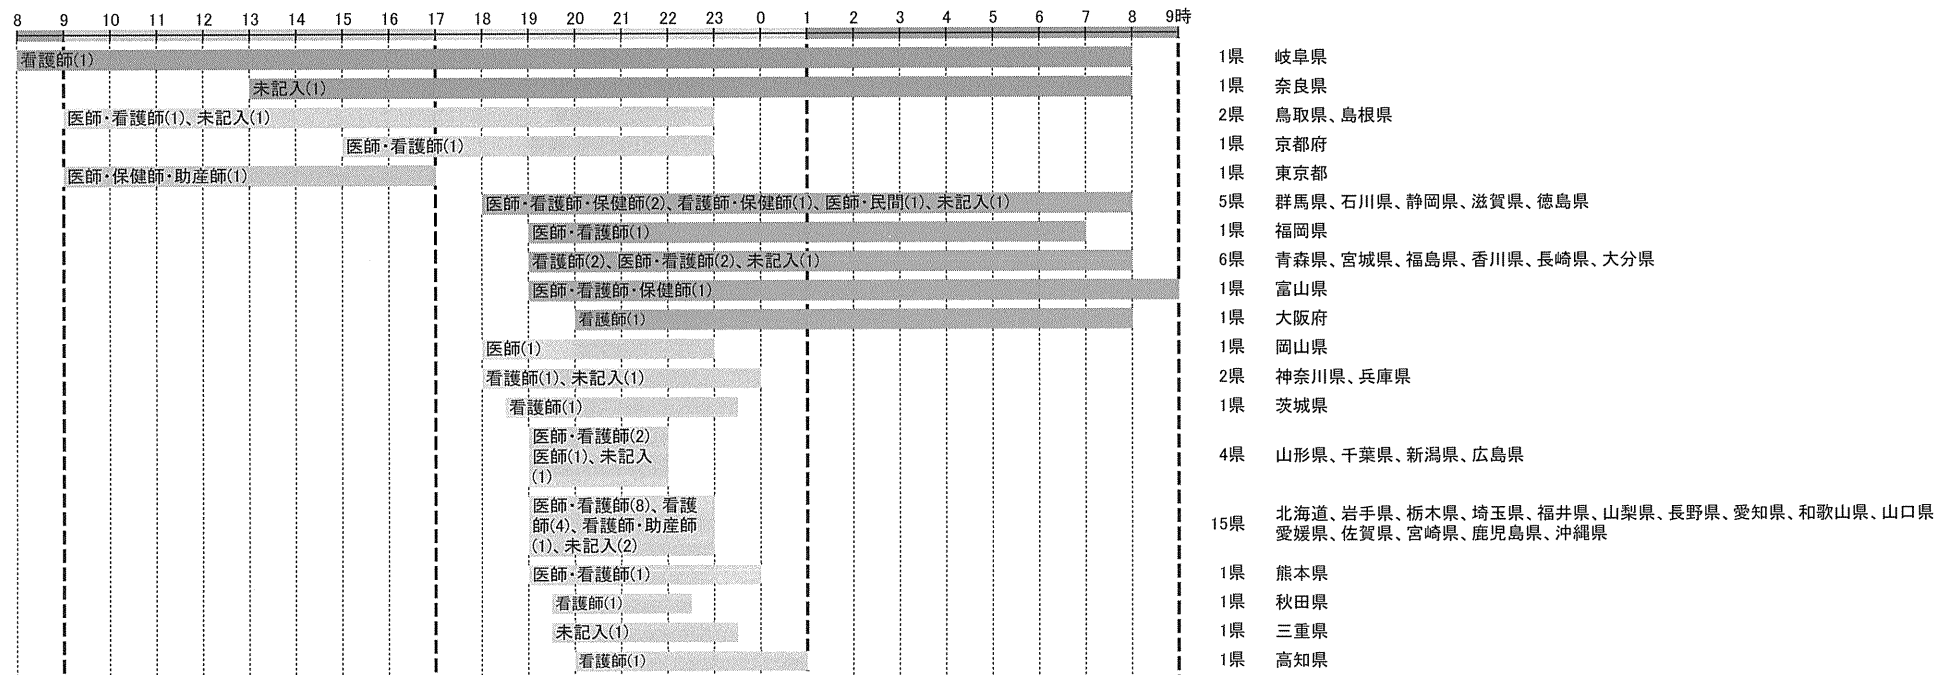 8 9 10 11 12 13 14 15 16 17 18 19 20 21 22 23 0 1 2 3 4 5 6 7 8 9時
看護師(1) 1県 岐阜県
未記入(1) 1県 奈良県
医師・看護師(1)、未記入(1) 2県 鳥取県、島根県
医師・看護師(1) 1県 京都府
医師・保健師・助産師(1) 1県 東京都
医師・看護師・保健師(2)、看護師・保健師(1)、医師・民間(1)、未記入(1) 5県 群馬県、石川県、静岡県、滋賀県、徳島県
医師・看護師(1) 1県 福岡県
看護師(2)、医師・看護師(2)、未記入(1) 6県 青森県、宮城県、福島県、香川県、長崎県、大分県
医師・看護師・保健師(1) 1県 富山県
看護師(1) 1県 大阪府
医師(1) 1県 岡山県
看護師(1)、未記入(1) 2県 神奈川県、兵庫県
看護師(1) 1県 茨城県
医師・看護師(2)
医師(1)、未記入
(1)
4県 山形県、千葉県、新潟県、広島県
医師・看護師(8)、看護
師(4)、看護師・助産師
(1)、未記入(2)
15県
北海道、岩手県、栃木県、埼玉県、福井県、山梨県、長野県、愛知県、和歌山県、山口県
愛媛県、佐賀県、宮崎県、鹿児島県、沖縄県
医師・看護師(1) 1県 熊本県
看護師(1) 1県 秋田県
未記入(1) 1県 三重県
看護師(1) 1県 高知県